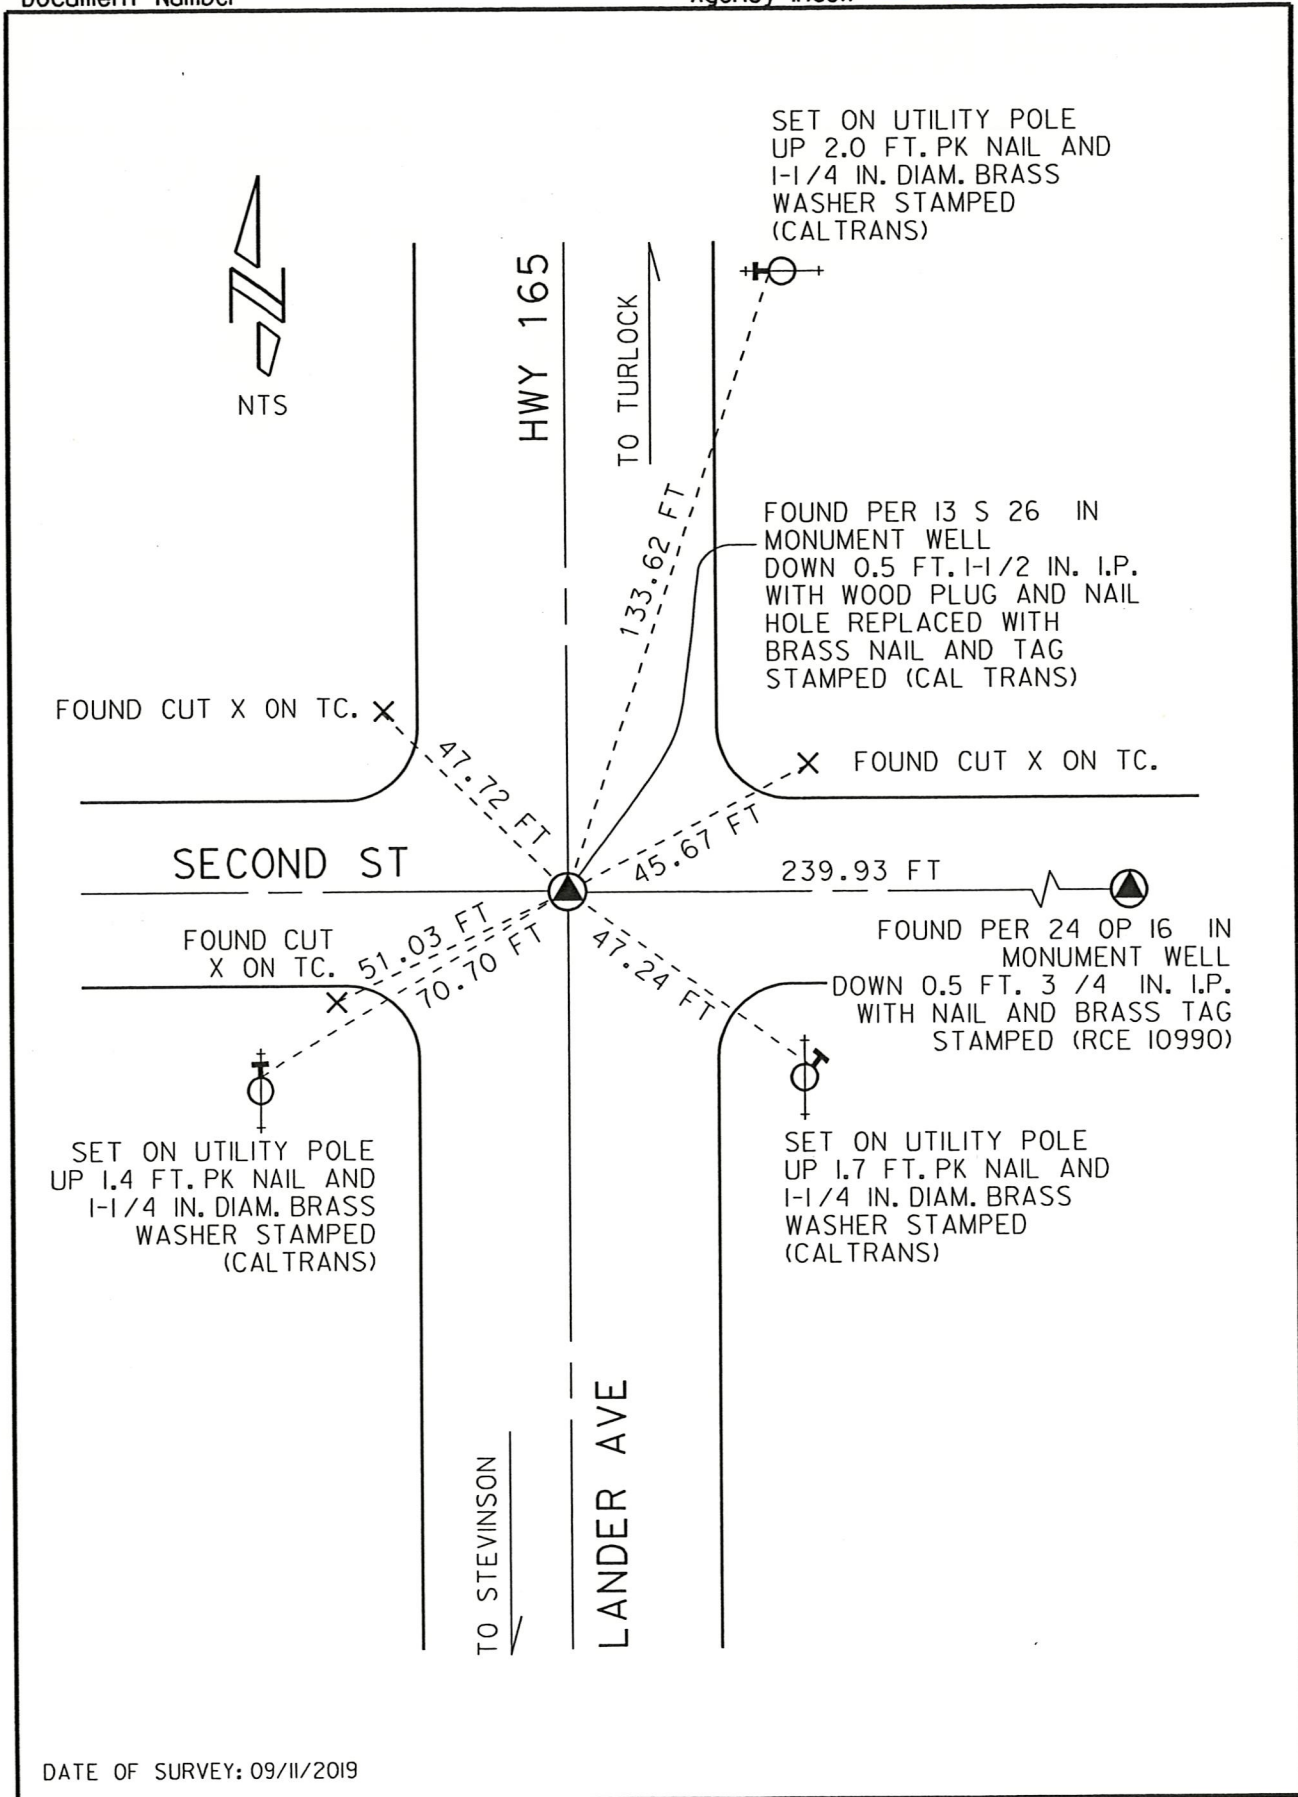 SET ON UTILITY POLE
UP 2.0 FT. PK NAIL AND
1-1/4 IN. DIAM. BRASS
WASHER STAMPED
(CALTRANS)
HWY 165
TO TURLOCK
NTS
133.62 FT
FOUND PER 13 S 26 IN
MONUMENT WELL
DOWN 0.5 FT. 1-1/2 IN. I.P.
WITH WOOD PLUG AND NAIL
HOLE REPLACED WITH
BRASS NAIL AND TAG
STAMPED (CAL TRANS)
FOUND CUT X ON TC.
47.72 FT
FOUND CUT X ON TC.
45.67 FT
SECOND ST
239.93 FT
FOUND CUT
X ON TC.
51.03 FT
70.70 FT
47.24 FT
FOUND PER 24 OP 16 IN
MONUMENT WELL
DOWN 0.5 FT. 3 /4 IN. I.P.
WITH NAIL AND BRASS TAG
STAMPED (RCE 10990)
SET ON UTILITY POLE
UP 1.4 FT. PK NAIL AND
1-1/4 IN. DIAM. BRASS
WASHER STAMPED
(CALTRANS)
SET ON UTILITY POLE
UP 1.7 FT. PK NAIL AND
1-1/4 IN. DIAM. BRASS
WASHER STAMPED
(CALTRANS)
TO STEVINSON
LANDER AVE
DATE OF SURVEY: 09/11/2019